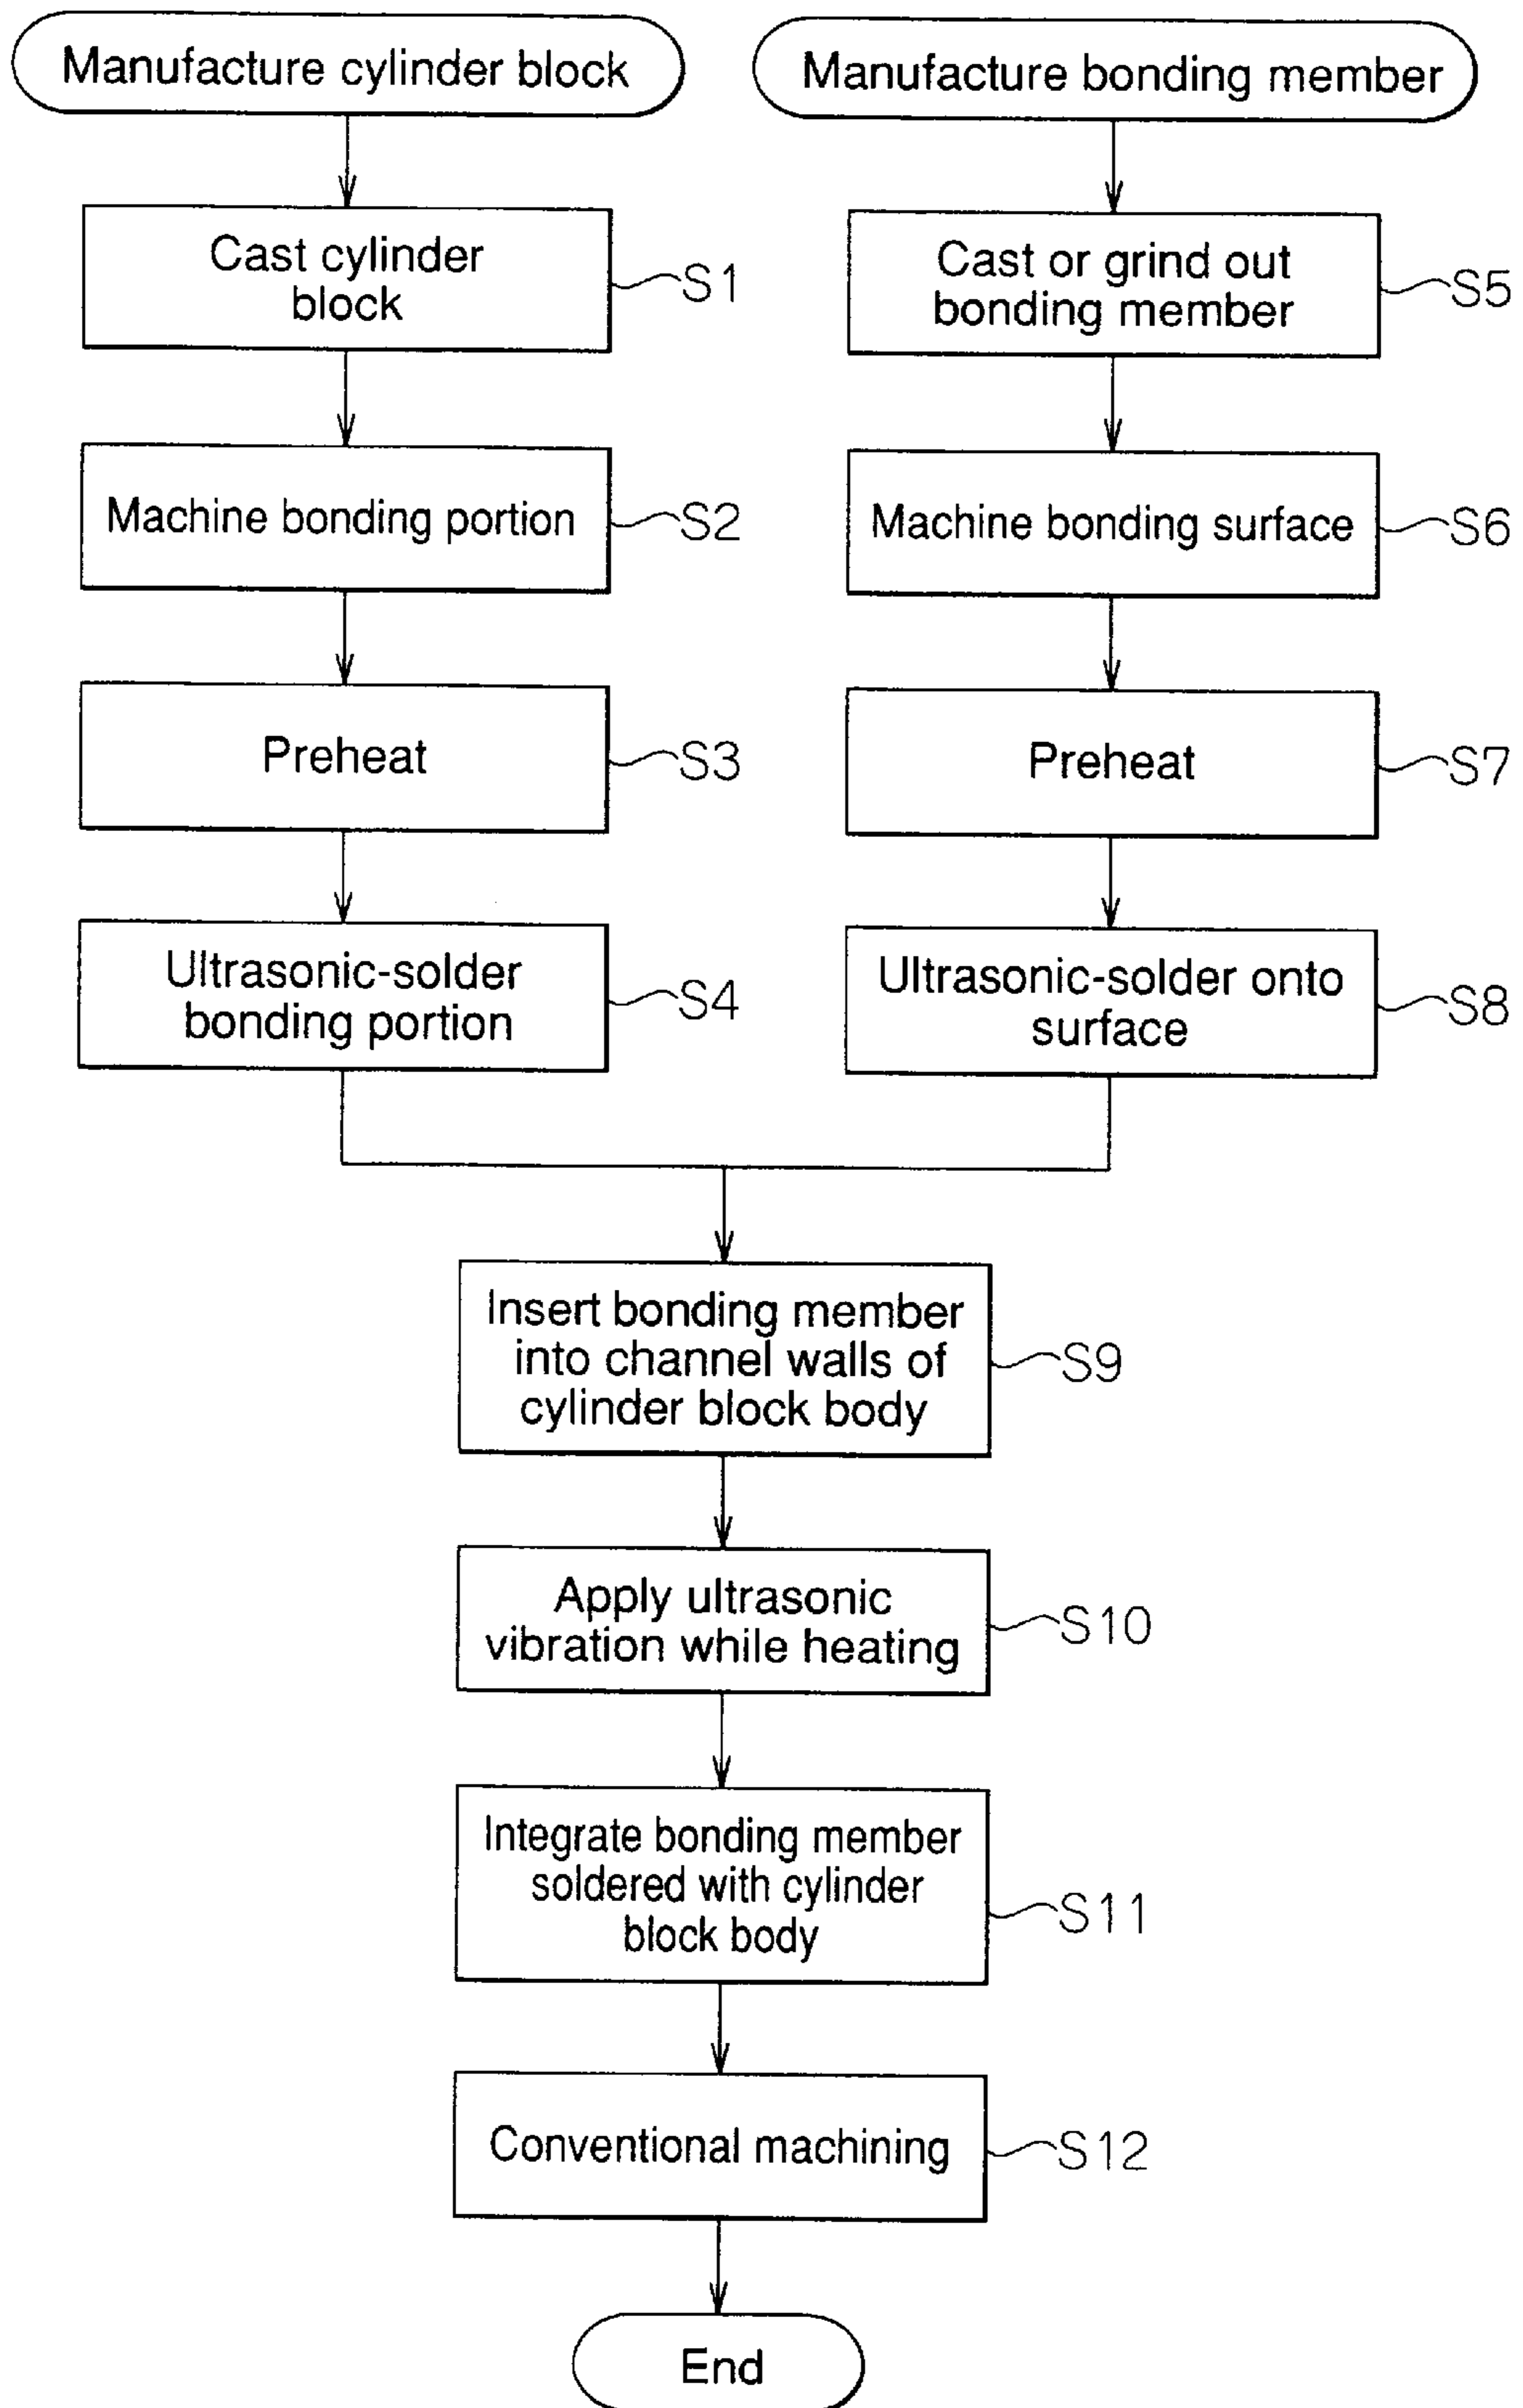 Manufacture cylinder block
Cast cylinder
block
S1
Machine bonding portion
S2
Preheat
S3
Ultrasonic-solder
bonding portion
S4
Manufacture bonding member
Cast or grind out
bonding member
S5
Machine bonding surface
S6
Preheat
S7
Ultrasonic-solder onto
surface
S8
Insert bonding member
into channel walls of
cylinder block body
S9
Apply ultrasonic
vibration while heating
S10
Integrate bonding member
soldered with cylinder
block body
S11
Conventional machining
S12
End